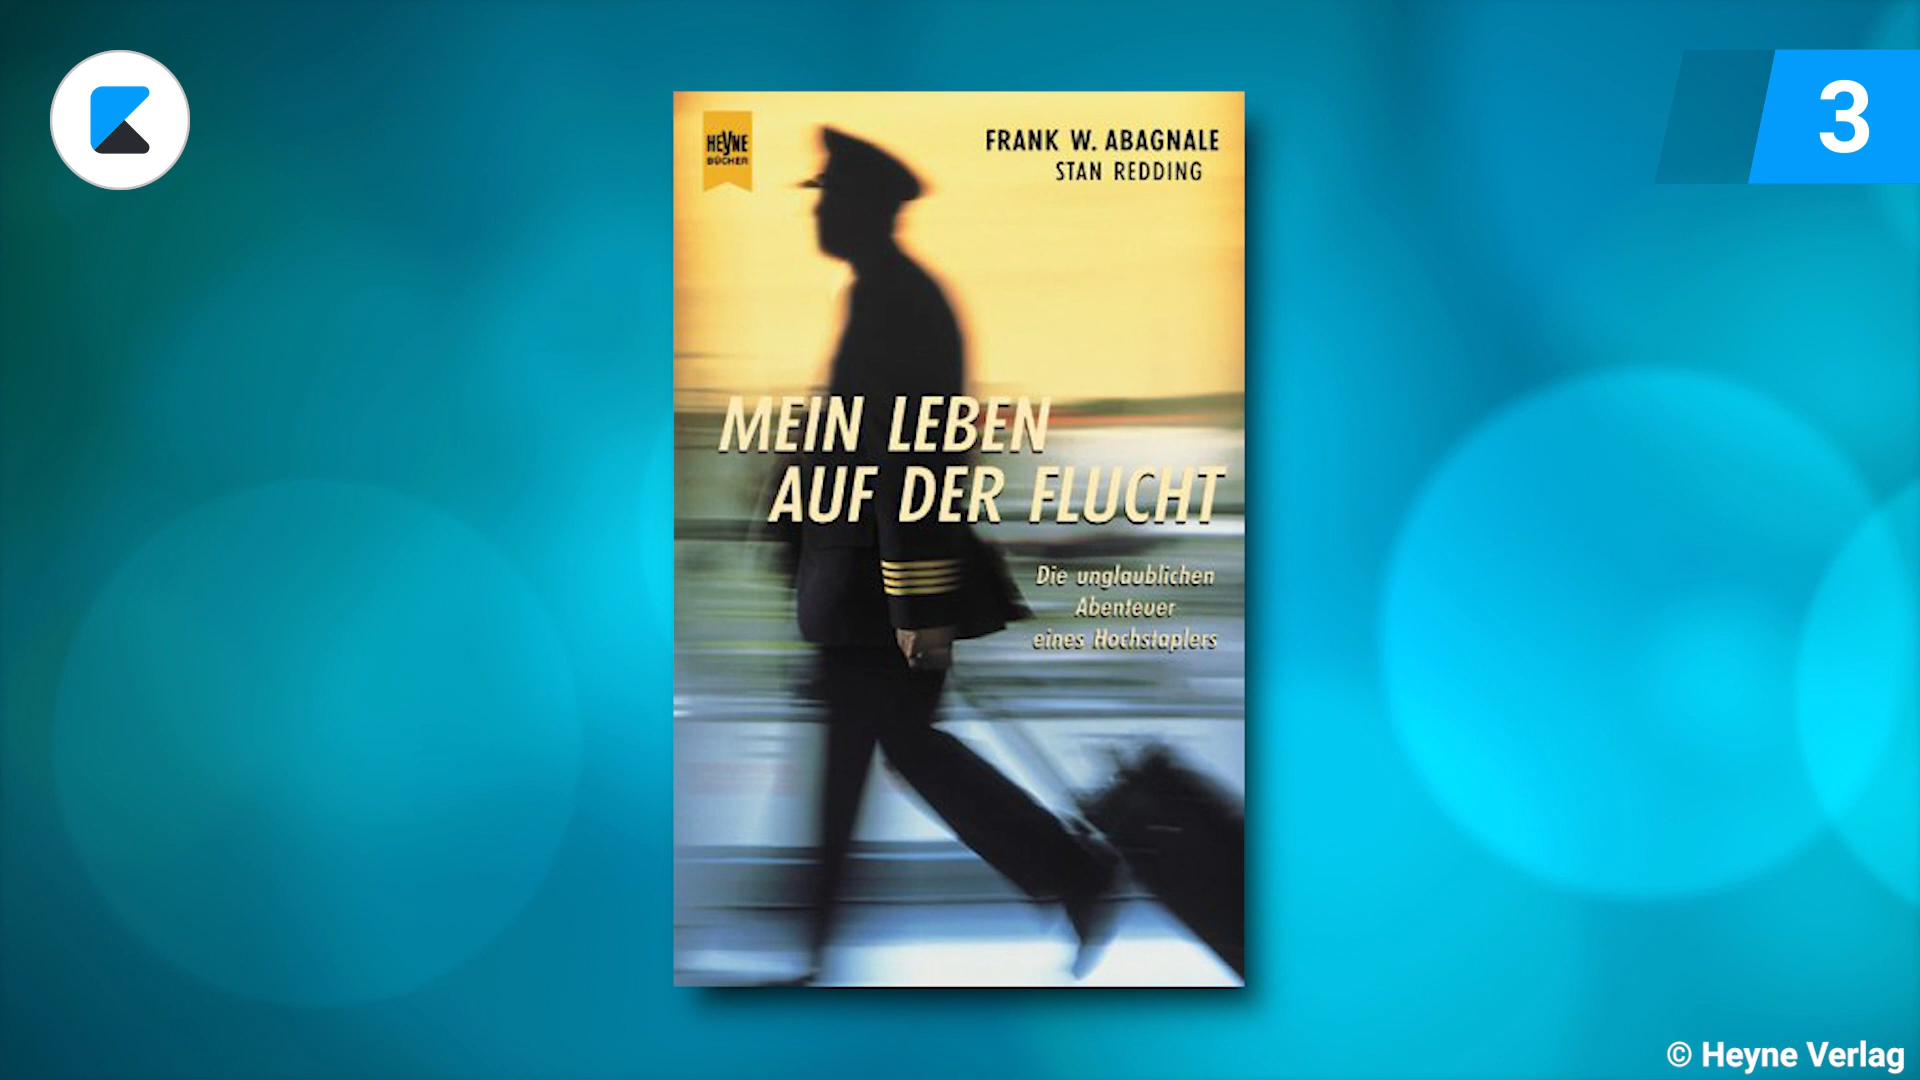 3
HEYNE
BÜCHER
FRANK W. ABAGNALE
STAN REDDING
MEIN LEBEN
AUF DER FLUCHT
Die unglaublichen
Abenteuer
eines Hochstaplers
© Heyne Verlag